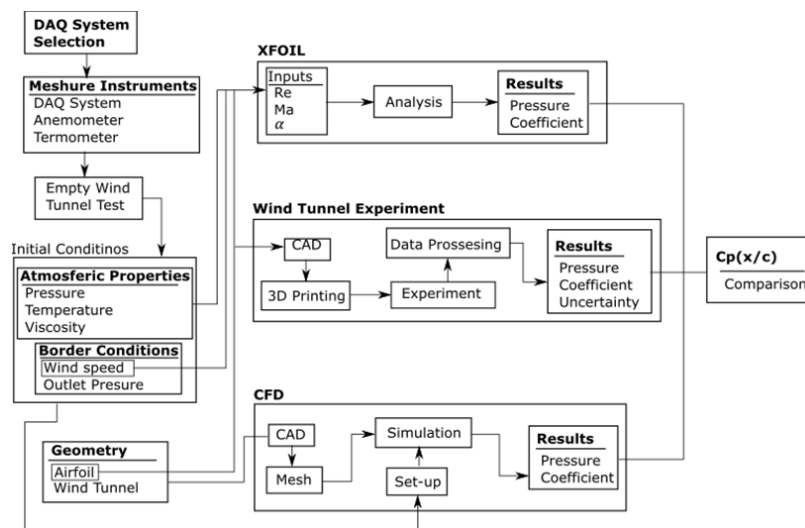 DAQ System
Selection
Meshure Instruments
DAQ System
Anemometer
Termometer
Empty Wind
Tunnel Test
Initial Conditinos
Atmosferic Properties
Pressure
Temperature
Viscosity
Border Conditions
Wind speed
Outlet Presure
Geometry
Airfoil
Wind Tunnel
XFOIL
Inputs
Re
Ma
α
Analysis
Results
Pressure
Coefficient
Wind Tunnel Experiment
CAD
3D Printing
Data Prossesing
Experiment
Results
Pressure
Coefficient
Uncertainty
CFD
CAD
Mesh
Simulation
Set-up
Results
Pressure
Coefficient
Cp(x/c)
Comparison